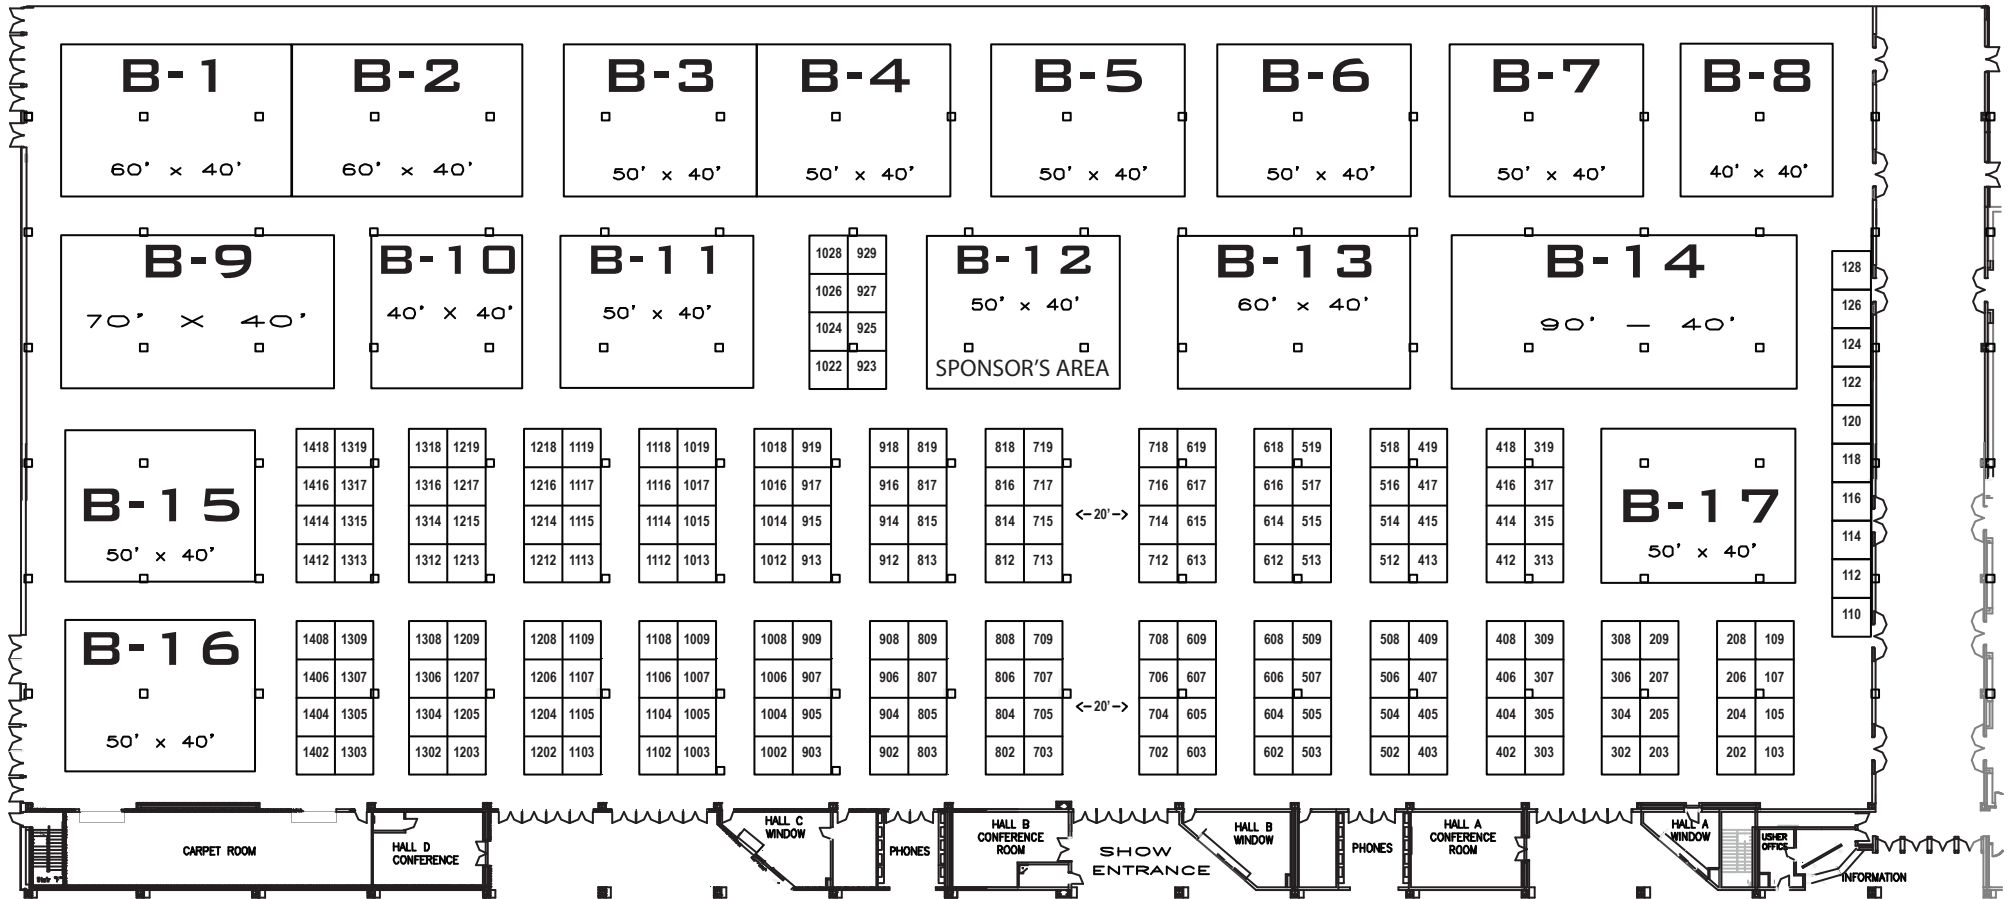 B-1 B-2 B-3 B-4 B-5 B-6 B-7 B-8
60' x 40' 60' x 40' 50' x 40' 50' x 40' 50' x 40' 50' x 40' 50' x 40' 40' x 40'
B-9 B-10 B-11 B-12 B-13 B-14
70' X 40' 40' X 40' 50' x 40' 50' x 40' 60' x 40' 90' — 40'
SPONSOR'S AREA
1028 929
1026 927
1024 925
1022 923
128
126
124
122
120
118
116
114
112
110
B-15
50' x 40'
1418 1319 1318 1219 1218 1119 1118 1019 1018 919 918 819 818 719 718 619 618 519 518 419 418 319
1416 1317 1316 1217 1216 1117 1116 1017 1016 917 916 817 816 717 716 617 616 517 516 417 416 317
1414 1315 1314 1215 1214 1115 1114 1015 1014 915 914 815 814 715 <-20'-> 714 615 614 515 514 415 414 315
1412 1313 1312 1213 1212 1113 1112 1013 1012 913 912 813 812 713 712 613 612 513 512 413 412 313
B-17
50' x 40'
B-16
50' x 40'
1408 1309 1308 1209 1208 1109 1108 1009 1008 909 908 809 808 709 708 609 608 509 508 409 408 309 308 209 208 109
1406 1307 1306 1207 1206 1107 1106 1007 1006 907 906 807 806 707 706 607 606 507 506 407 406 307 306 207 206 107
1404 1305 1304 1205 1204 1105 1104 1005 1004 905 904 805 804 705 <-20'-> 704 605 604 505 504 405 404 305 304 205 204 105
1402 1303 1302 1203 1202 1103 1102 1003 1002 903 902 803 802 703 702 603 602 503 502 403 402 303 302 203 202 103
CARPET ROOM
HALL D
CONFERENCE
HALL C
WINDOW
PHONES
HALL B
CONFERENCE
ROOM
SHOW
ENTRANCE
HALL B
WINDOW
PHONES
HALL A
CONFERENCE
ROOM
HALL A
WINDOW
USHER
OFFICE
INFORMATION